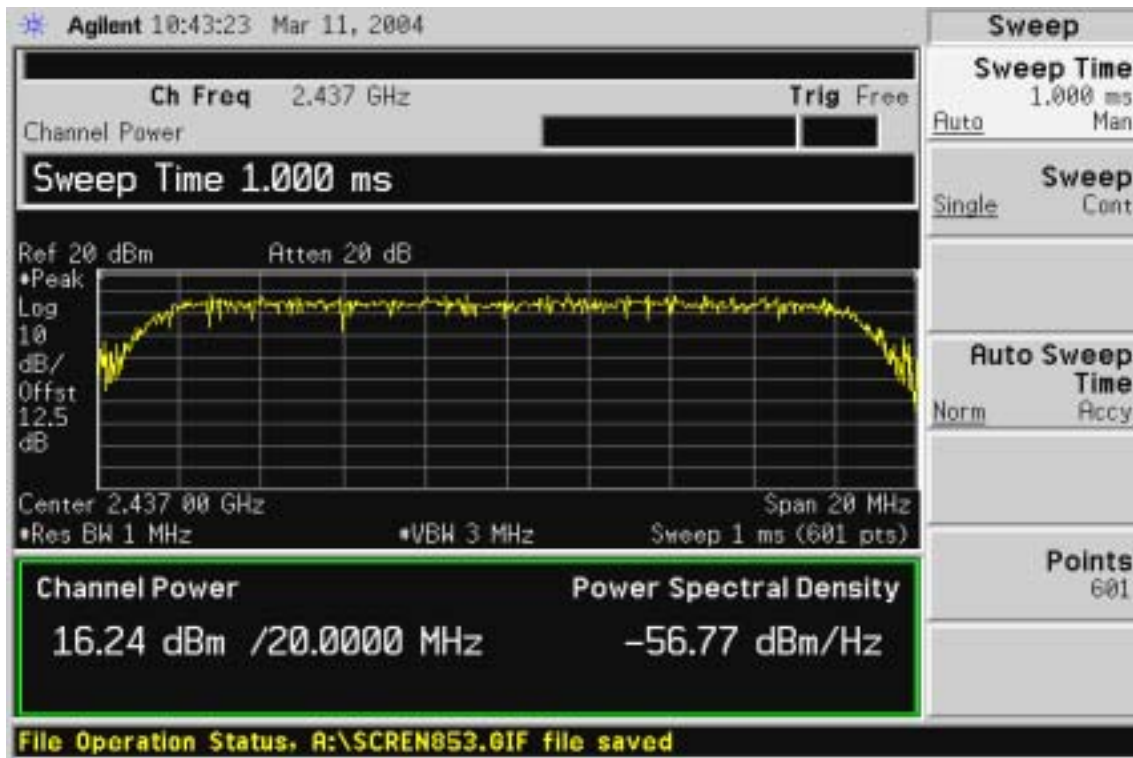 Agilent 10:43:23 Mar 11, 2004
Ch Freq 2.437 GHz Trig Free
Channel Power
Sweep Time 1.000 ms
Ref 20 dBm Atten 20 dB
•Peak
Log
10
dB/
Offst
12.5
dB
Center 2.437 00 GHz Span 20 MHz
•Res BW 1 MHz •VBW 3 MHz Sweep 1 ms (601 pts)
Channel Power Power Spectral Density
16.24 dBm /20.0000 MHz -56.77 dBm/Hz
File Operation Status, A:\SCREN853.GIF file saved
Sweep
Sweep Time
1.000 ms
Auto Man
Sweep
Single Cont
Auto Sweep
Time
Norm Accy
Points
601